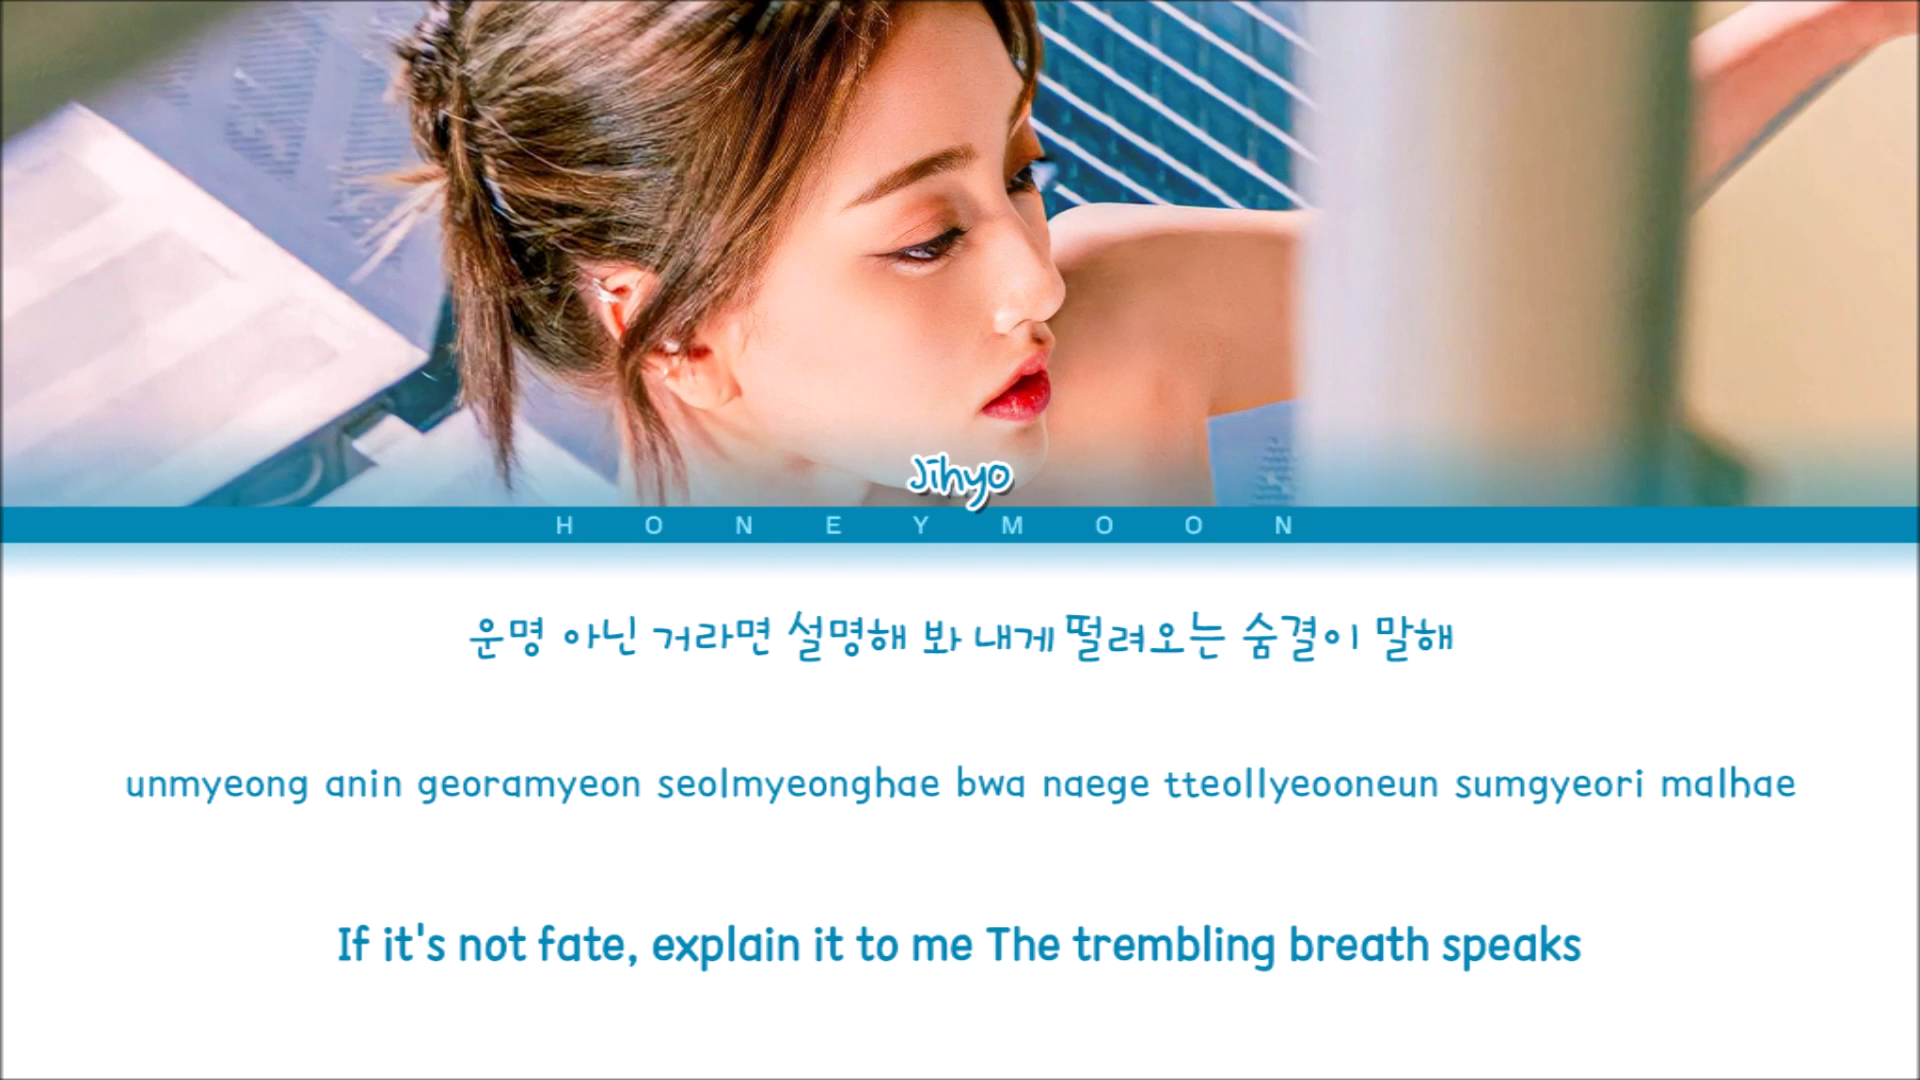 Jihyo
HONEYMOON
운명 아닌 거라면 설명해 봐 내게 떨려오는 숨결이 말해
unmyeong anin georamyeon seolmyeonghae bwa naege tteollyeooneun sumgyeori malhae
If it's not fate, explain it to me The trembling breath speaks